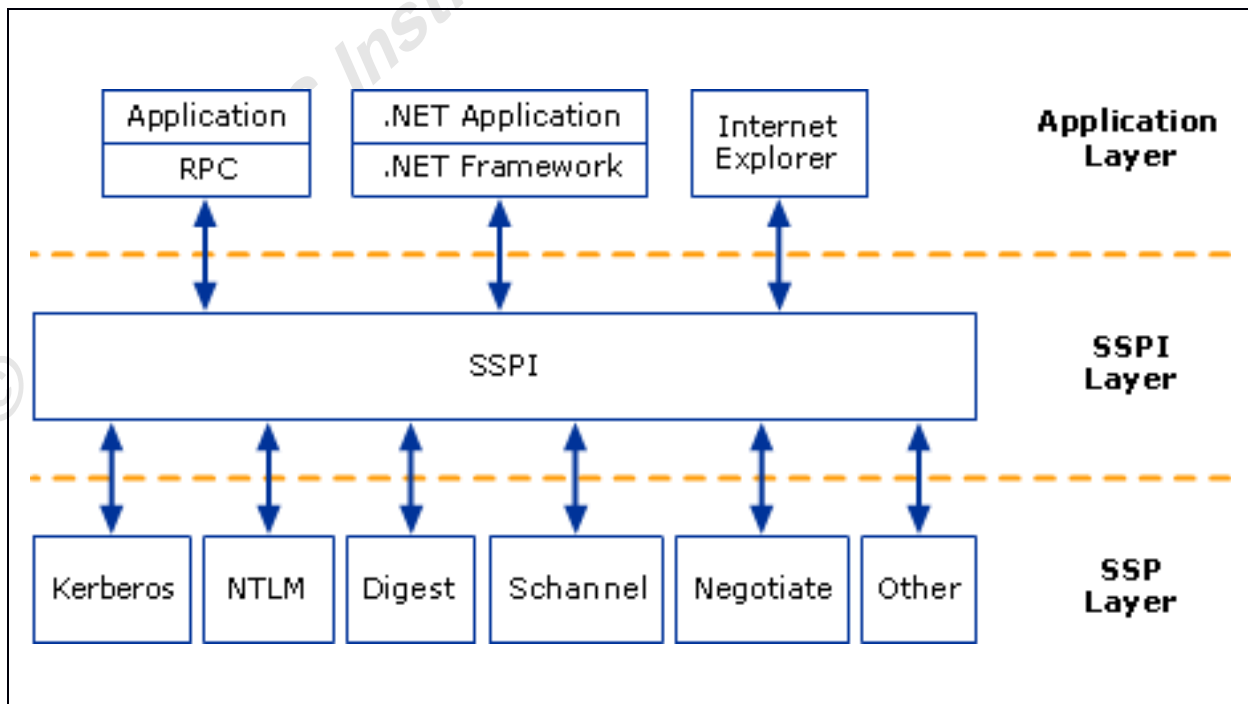 Application
RPC
.NET Application
.NET Framework
Internet
Explorer
Application
Layer
SSPI
SSPI
Layer
Kerberos
NTLM
Digest
Schannel
Negotiate
Other
SSP
Layer
©